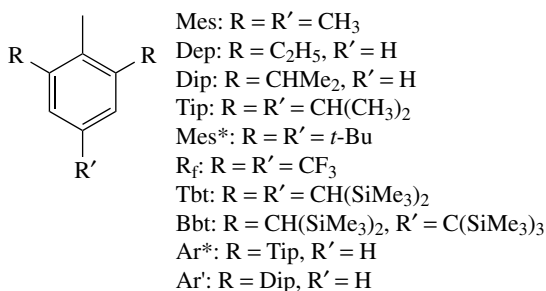 Mes: R = R′ = CH₃
R R Dep: R = C₂H₅, R′ = H
Dip: R = CHMe₂, R′ = H
Tip: R = R′ = CH(CH₃)₂
Mes*: R = R′ = t-Bu
R′ R_f: R = R′ = CF₃
Tbt: R = R′ = CH(SiMe₃)₂
Bbt: R = CH(SiMe₃)₂, R′ = C(SiMe₃)₃
Ar*: R = Tip, R′ = H
Ar': R = Dip, R′ = H